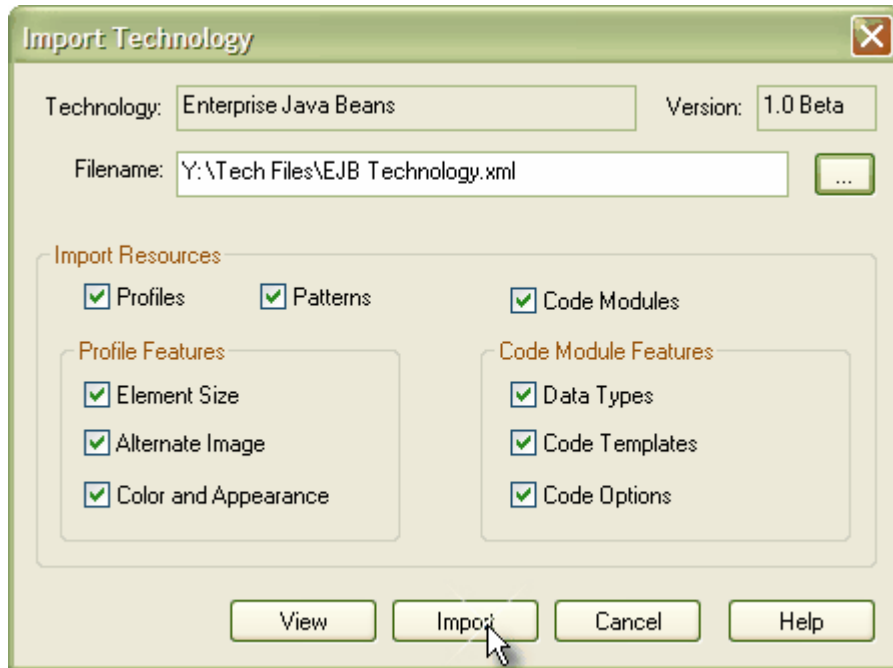 Import Technology
Technology: Enterprise Java Beans Version: 1.0 Beta
Filename: Y:\Tech Files\EJB Technology.xml ...
Import Resources
Profiles Patterns Code Modules
Profile Features Code Module Features
Element Size Data Types
Alternate Image Code Templates
Color and Appearance Code Options
View Import Cancel Help